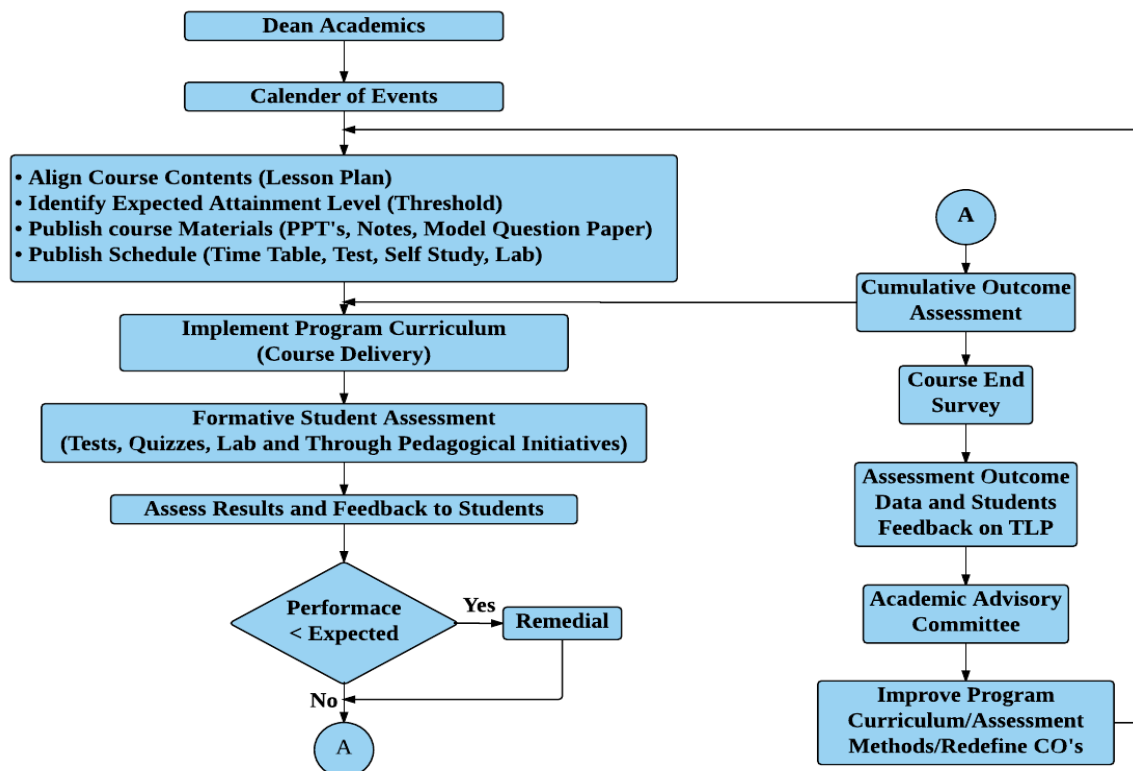 Dean Academics
Calender of Events
• Align Course Contents (Lesson Plan)
• Identify Expected Attainment Level (Threshold)
• Publish course Materials (PPT's, Notes, Model Question Paper)
• Publish Schedule (Time Table, Test, Self Study, Lab)
Implement Program Curriculum
(Course Delivery)
Formative Student Assessment
(Tests, Quizzes, Lab and Through Pedagogical Initiatives)
Assess Results and Feedback to Students
Performace
< Expected
Yes
Remedial
No
A
A
Cumulative Outcome
Assessment
Course End
Survey
Assessment Outcome
Data and Students
Feedback on TLP
Academic Advisory
Committee
Improve Program
Curriculum/Assessment
Methods/Redefine CO's